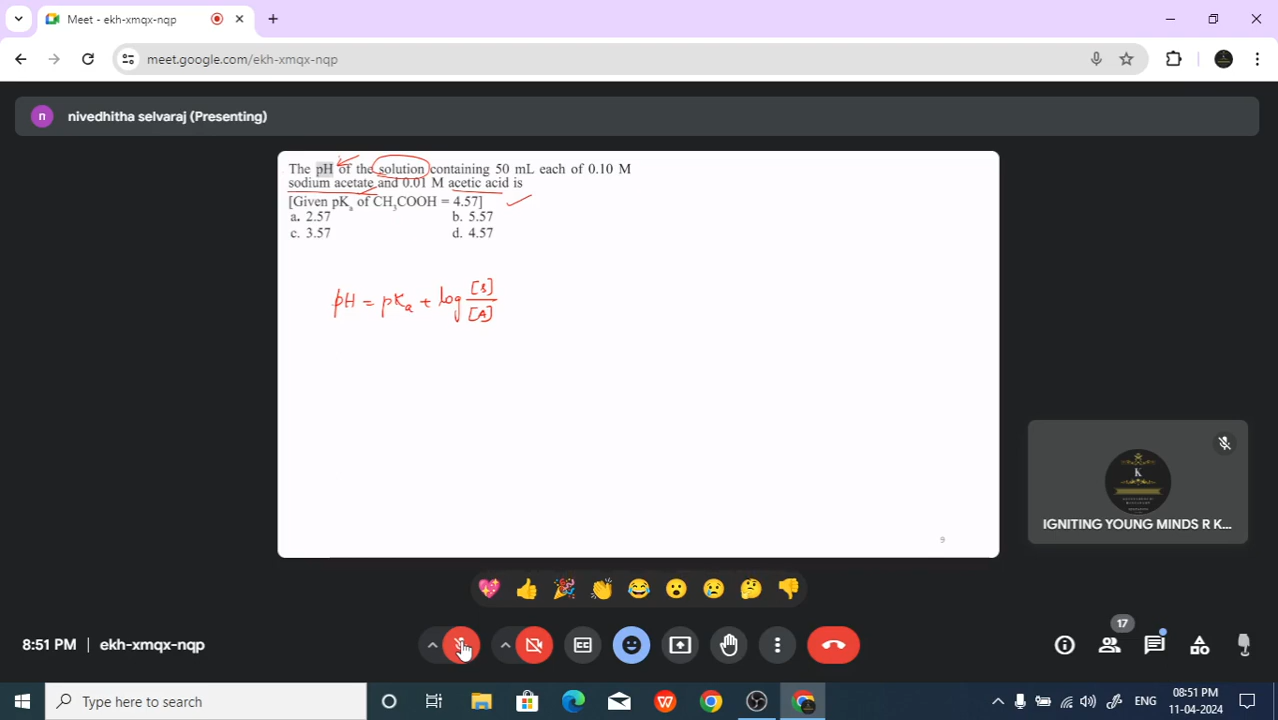 Meet - ekh-xmqx-nqp
meet.google.com/ekh-xmqx-nqp
n nivedhitha selvaraj (Presenting)
The pH of the solution containing 50 mL each of 0.10 M
sodium acetate and 0.01 M acetic acid is
[Given pKa of CH3COOH = 4.57]
a. 2.57 b. 5.57
c. 3.57 d. 4.57
pH = pKa + log [S]/[A]
K
IGNITING YOUNG MINDS R K...
9
8:51 PM | ekh-xmqx-nqp
CC
17
Type here to search
W
ENG
08:51 PM
11-04-2024